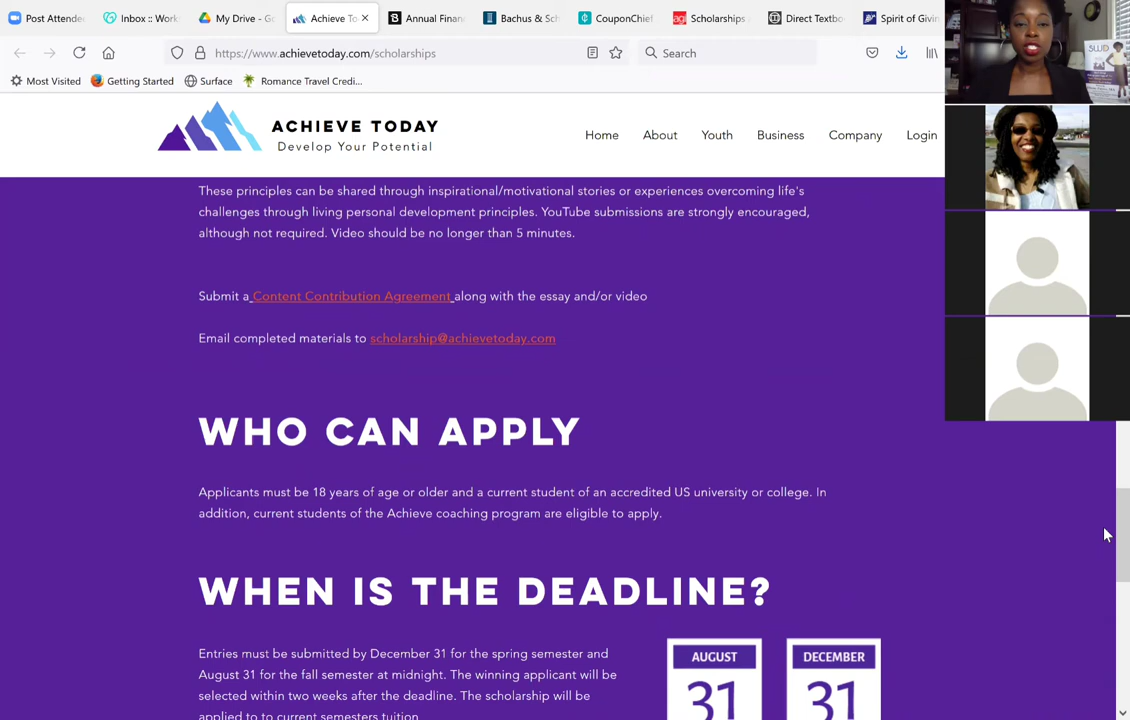 Post Attende
Inbox :: Work
My Drive - Go
Achieve To
Annual Finan
Bachus & Sch
CouponChief
Scholarships
Direct Textbo
Spirit of Givin
https://www.achievetoday.com/scholarships
Search
Most Visited
Getting Started
Surface
Romance Travel Credi...
ACHIEVE TODAY
Develop Your Potential
Home
About
Youth
Business
Company
Login
These principles can be shared through inspirational/motivational stories or experiences overcoming life's
challenges through living personal development principles. YouTube submissions are strongly encouraged,
although not required. Video should be no longer than 5 minutes.
Submit a Content Contribution Agreement along with the essay and/or video
Email completed materials to scholarship@achievetoday.com
WHO CAN APPLY
Applicants must be 18 years of age or older and a current student of an accredited US university or college. In
addition, current students of the Achieve coaching program are eligible to apply.
WHEN IS THE DEADLINE?
Entries must be submitted by December 31 for the spring semester and
August 31 for the fall semester at midnight. The winning applicant will be
selected within two weeks after the deadline. The scholarship will be
applied to to current semesters tuition
AUGUST
31
DECEMBER
31